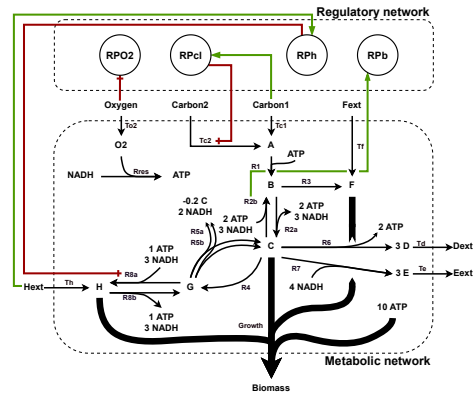 Regulatory network
RPO2
RPcl
RPh
RPb
Oxygen
Carbon2
Carbon1
Fext
To2
Tc2
Tc1
Tf
O2
A
ATP
NADH
Rres
ATP
R1
B
R3
F
-0.2 C
2 NADH
2 ATP
3 NADH
R2b
2 ATP
3 NADH
R2a
R5a
R5b
C
R6
2 ATP
3 D
Td
Dext
1 ATP
3 NADH
R8a
R7
3 E
Te
Eext
Hext
Th
H
G
R4
4 NADH
R8b
1 ATP
3 NADH
10 ATP
Growth
Metabolic network
Biomass